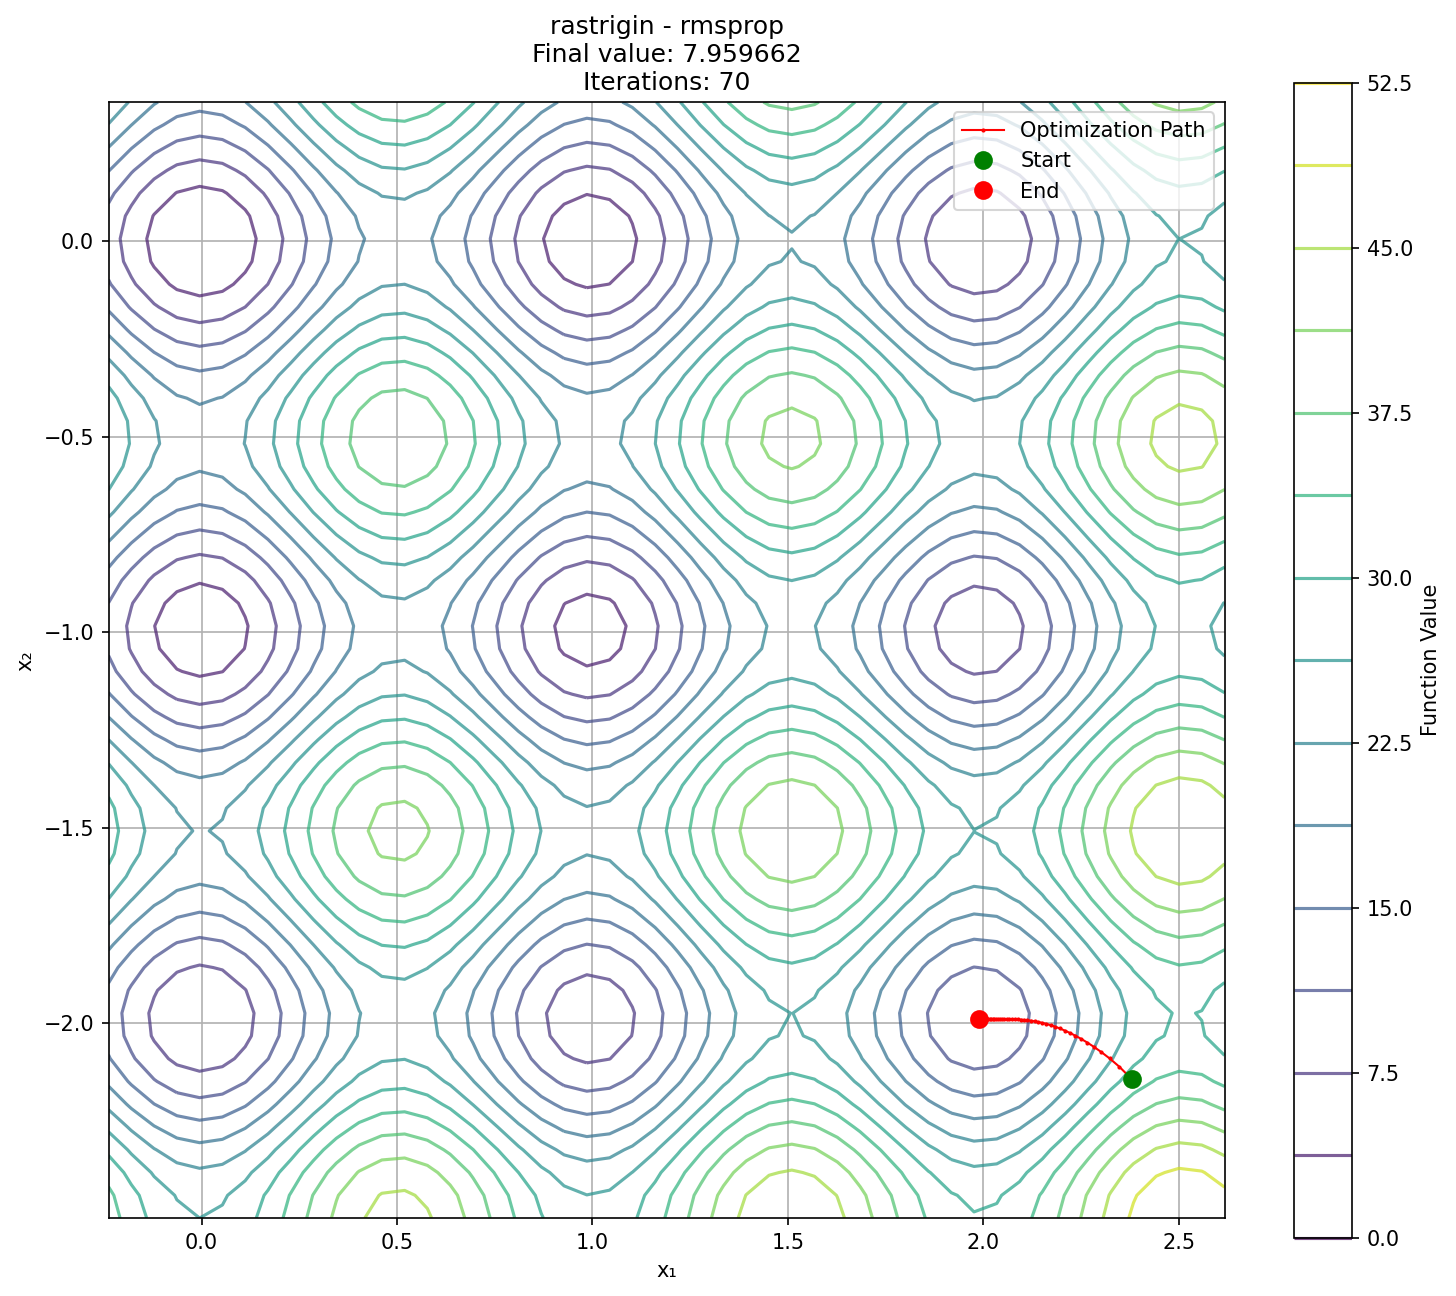 rastrigin - rmsprop
Final value: 7.959662
Iterations: 70
Optimization Path
Start
End
0.0
−0.5
−1.0
−1.5
−2.0
x₂
0.0
0.5
1.0
1.5
2.0
2.5
x₁
52.5
45.0
37.5
30.0
22.5
15.0
7.5
0.0
Function Value